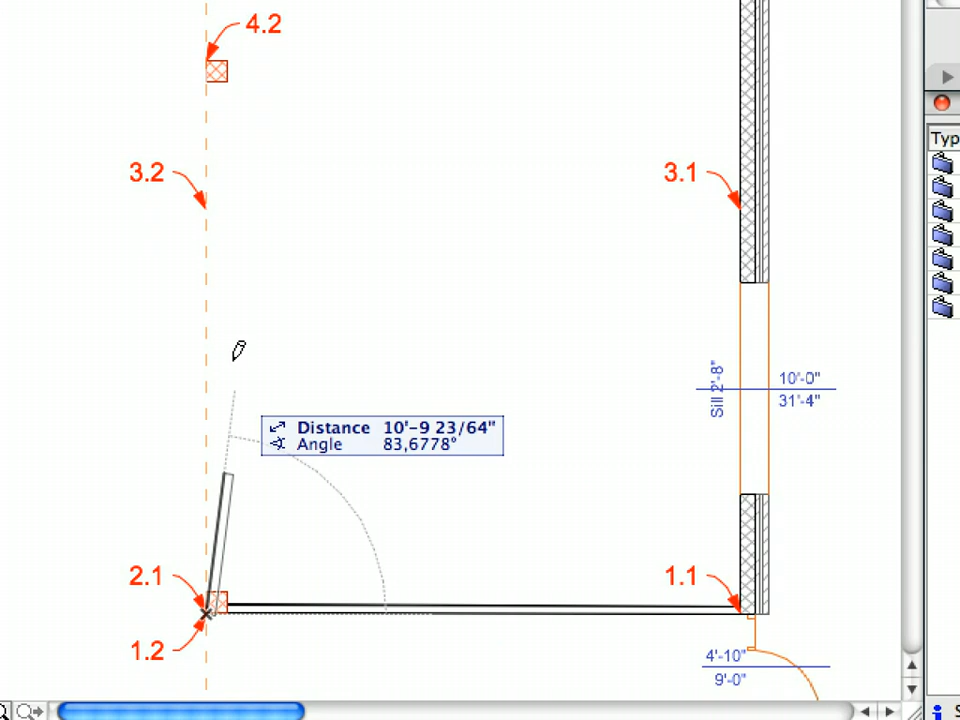 4.2
3.2
3.1
Typ
Sill 2'-8"
10'-0"
31'-4"
Distance 10'-9 23/64"
Angle 83,6778°
2.1
1.1
1.2
4'-10"
9'-0"